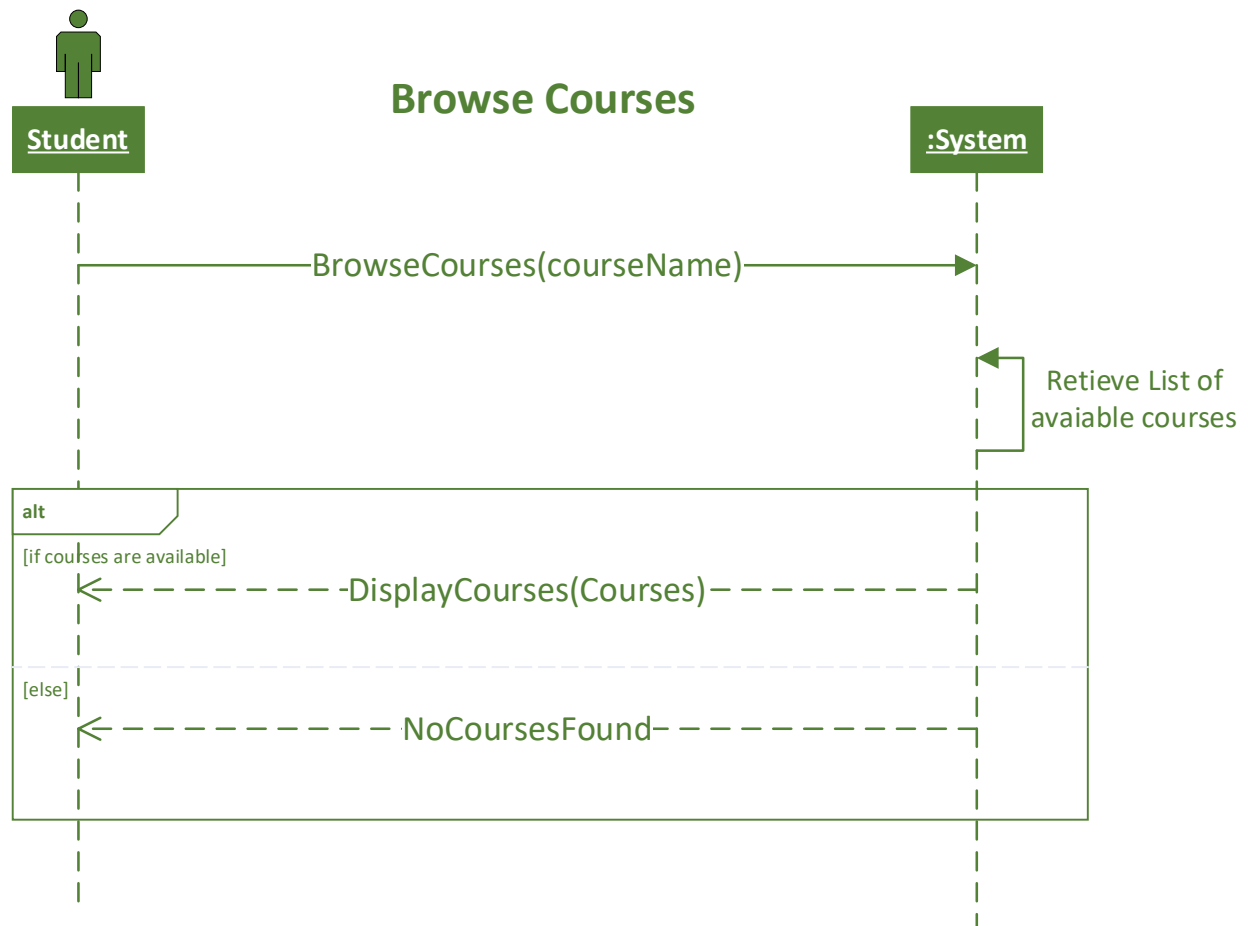 Browse Courses
Student
:System
BrowseCourses(courseName)
Retieve List of
avaiable courses
alt
[if courses are available]
DisplayCourses(Courses)
[else]
NoCoursesFound